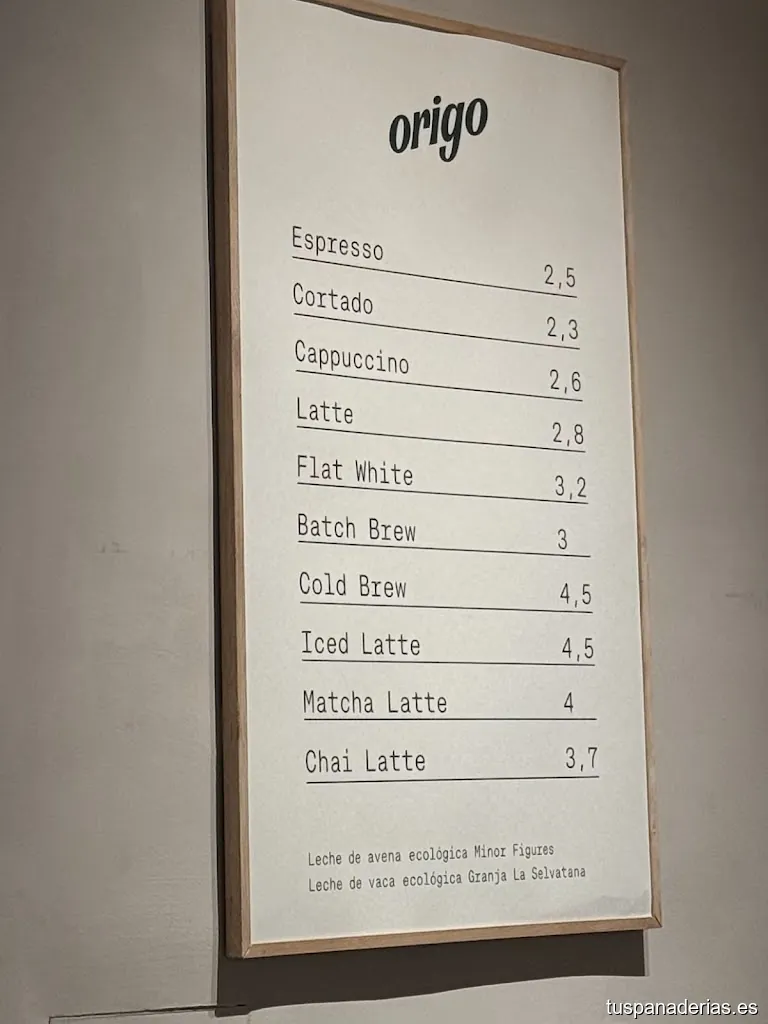 origo
Espresso 2,5
Cortado 2,3
Cappuccino 2,6
Latte 2,8
Flat White 3,2
Batch Brew 3
Cold Brew 4,5
Iced Latte 4,5
Matcha Latte 4
Chai Latte 3,7
Leche de avena ecológica Minor Figures
Leche de vaca ecológica Granja La Selvatana
tuspanaderias.es